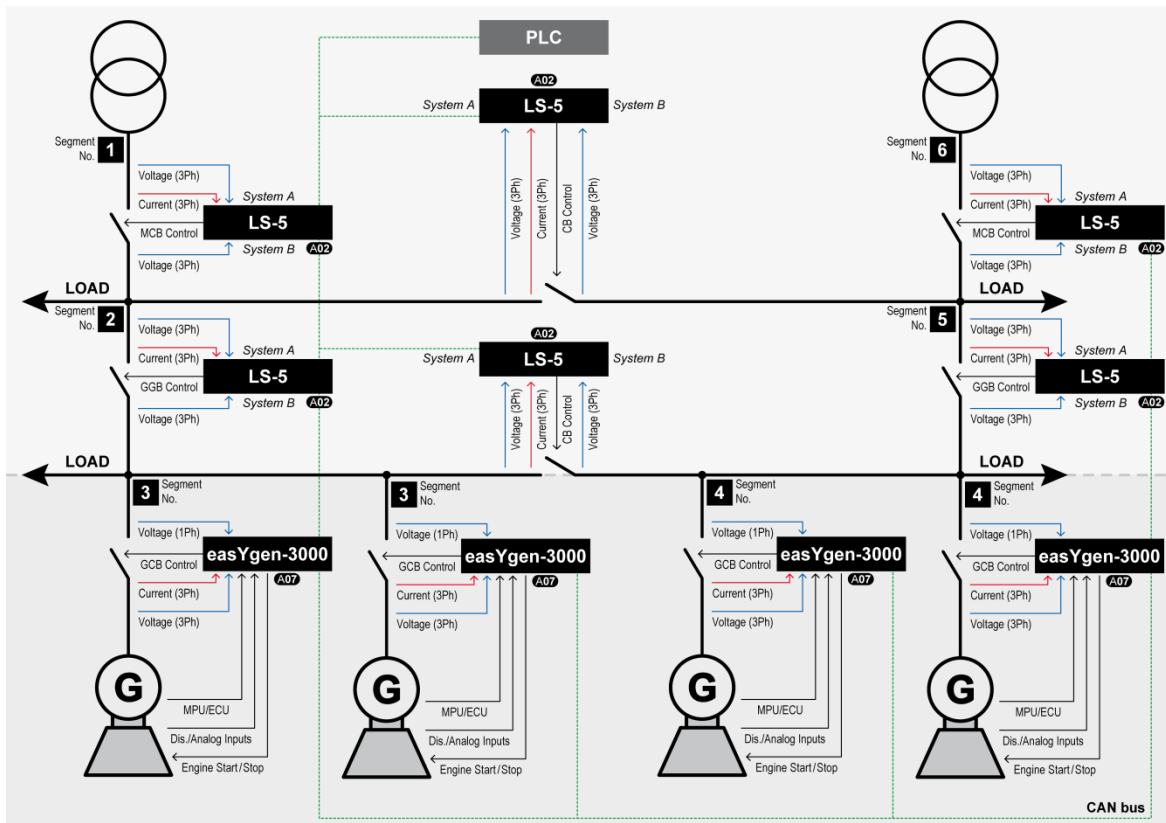 PLC
A02
System A
LS-5
System B
Segment
No.
1
Voltage (3Ph)
System A
Current (3Ph)
LS-5
MCB Control
System B
A02
Voltage (3Ph)
Voltage (3Ph)
Current (3Ph)
CB Control
Voltage (3Ph)
Segment
No.
6
Voltage (3Ph)
System A
Current (3Ph)
LS-5
MCB Control
System B
A02
Voltage (3Ph)
LOAD
LOAD
Segment
No.
2
Voltage (3Ph)
System A
Current (3Ph)
LS-5
GGB Control
System B
A02
Voltage (3Ph)
A02
System A
LS-5
System B
Voltage (3Ph)
Current (3Ph)
CB Control
Voltage (3Ph)
Segment
No.
5
Voltage (3Ph)
System A
Current (3Ph)
LS-5
GGB Control
System B
A02
Voltage (3Ph)
LOAD
LOAD
3
Segment
No.
Voltage (1Ph)
easYgen-3000
GCB Control
A07
Current (3Ph)
Voltage (3Ph)
G
MPU/ECU
Dis./Analog Inputs
Engine Start/Stop
3
Segment
No.
Voltage (1Ph)
easYgen-3000
GCB Control
A07
Current (3Ph)
Voltage (3Ph)
G
MPU/ECU
Dis./Analog Inputs
Engine Start/Stop
4
Segment
No.
Voltage (1Ph)
easYgen-3000
GCB Control
A07
Current (3Ph)
Voltage (3Ph)
G
MPU/ECU
Dis./Analog Inputs
Engine Start/Stop
4
Segment
No.
Voltage (1Ph)
easYgen-3000
GCB Control
A07
Current (3Ph)
Voltage (3Ph)
G
MPU/ECU
Dis./Analog Inputs
Engine Start/Stop
CAN bus